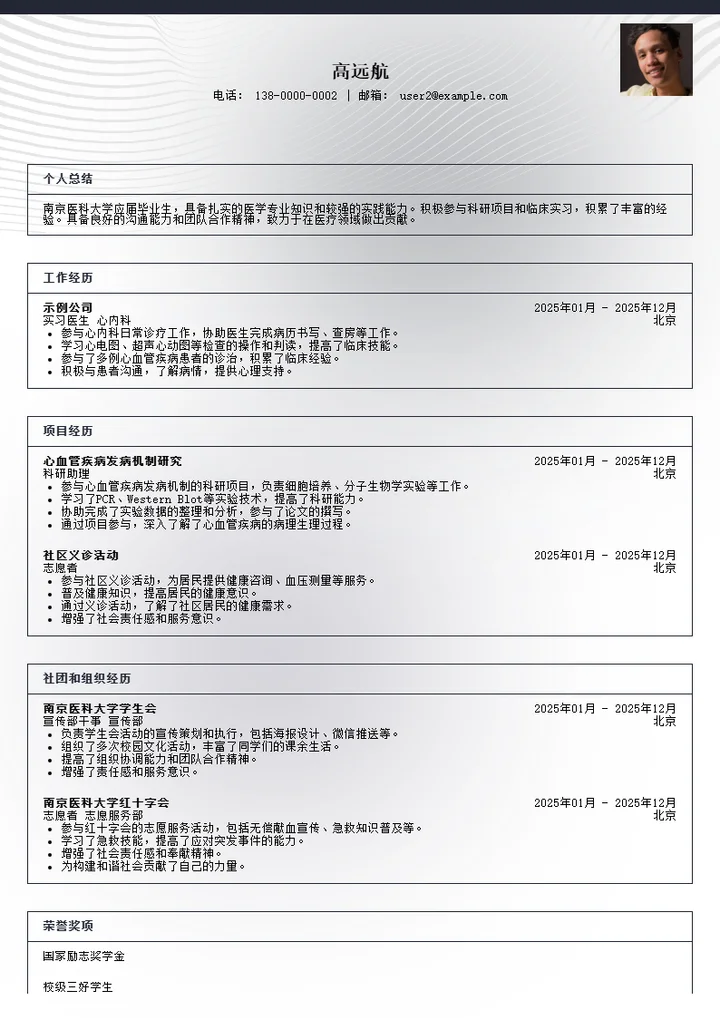 高远航
电话： 138-0000-0002 | 邮箱： user2@example.com
个人总结
南京医科大学应届毕业生，具备扎实的医学专业知识和较强的实践能力。积极参与科研项目和临床实习，积累了丰富的经
验。具备良好的沟通能力和团队合作精神，致力于在医疗领域做出贡献。
工作经历
示例公司 2025年01月 - 2025年12月
实习医生 心内科 北京
• 参与心内科日常诊疗工作，协助医生完成病历书写、查房等工作。
• 学习心电图、超声心动图等检查的操作和判读，提高了临床技能。
• 参与了多例心血管疾病患者的诊治，积累了临床经验。
• 积极与患者沟通，了解病情，提供心理支持。
项目经历
心血管疾病发病机制研究 2025年01月 - 2025年12月
科研助理 北京
• 参与心血管疾病发病机制的科研项目，负责细胞培养、分子生物学实验等工作。
• 学习了PCR、Western Blot等实验技术，提高了科研能力。
• 协助完成了实验数据的整理和分析，参与了论文的撰写。
• 通过项目参与，深入了解了心血管疾病的病理生理过程。
社区义诊活动 2025年01月 - 2025年12月
志愿者 北京
• 参与社区义诊活动，为居民提供健康咨询、血压测量等服务。
• 普及健康知识，提高居民的健康意识。
• 通过义诊活动，了解了社区居民的健康需求。
• 增强了社会责任感和服务意识。
社团和组织经历
南京医科大学学生会 2025年01月 - 2025年12月
宣传部干事 宣传部 北京
• 负责学生会活动的宣传策划和执行，包括海报设计、微信推送等。
• 组织了多次校园文化活动，丰富了同学们的课余生活。
• 提高了组织协调能力和团队合作精神。
• 增强了责任感和服务意识。
南京医科大学红十字会 2025年01月 - 2025年12月
志愿者 志愿服务部 北京
• 参与红十字会的志愿服务活动，包括无偿献血宣传、急救知识普及等。
• 学习了急救技能，提高了应对突发事件的能力。
• 增强了社会责任感和奉献精神。
• 为构建和谐社会贡献了自己的力量。
荣誉奖项
国家励志奖学金
校级三好学生